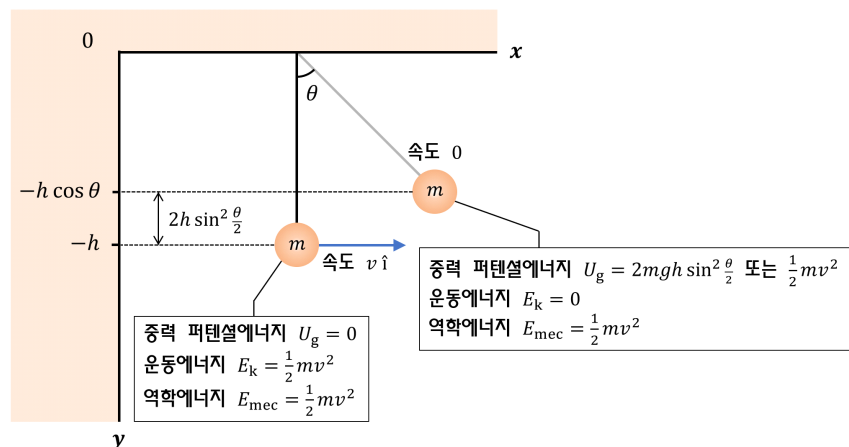 0
x
θ
속도 0
−h cos θ
m
2h sin² θ/2
−h
m
속도 v î
중력 퍼텐셜에너지 U_g = 2mgh sin² θ/2 또는 1/2 mv²
운동에너지 E_k = 0
역학에너지 E_mec = 1/2 mv²
중력 퍼텐셜에너지 U_g = 0
운동에너지 E_k = 1/2 mv²
역학에너지 E_mec = 1/2 mv²
y